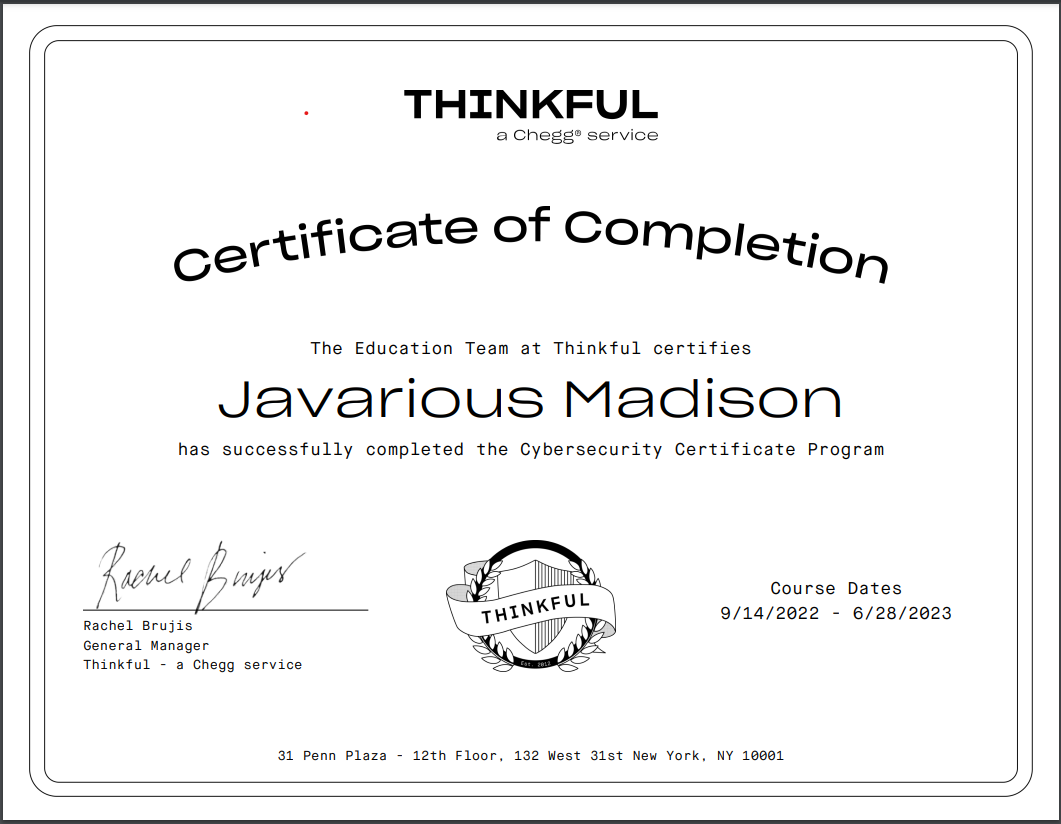 THINKFUL
a Chegg® service
Certificate of Completion
The Education Team at Thinkful certifies
Javarious Madison
has successfully completed the Cybersecurity Certificate Program
Rachel Brujis
Rachel Brujis
General Manager
Thinkful - a Chegg service
THINKFUL
Est. 2012
Course Dates
9/14/2022 - 6/28/2023
31 Penn Plaza - 12th Floor, 132 West 31st New York, NY 10001